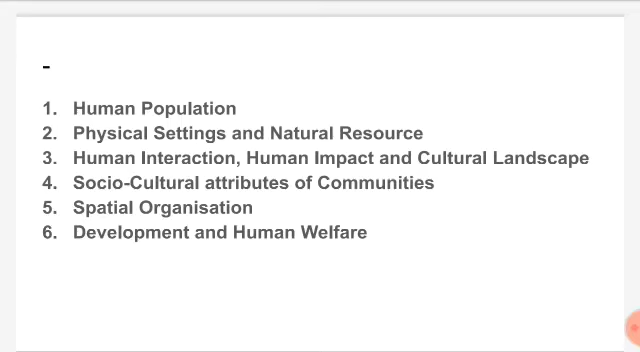 -
1. Human Population
2. Physical Settings and Natural Resource
3. Human Interaction, Human Impact and Cultural Landscape
4. Socio-Cultural attributes of Communities
5. Spatial Organisation
6. Development and Human Welfare